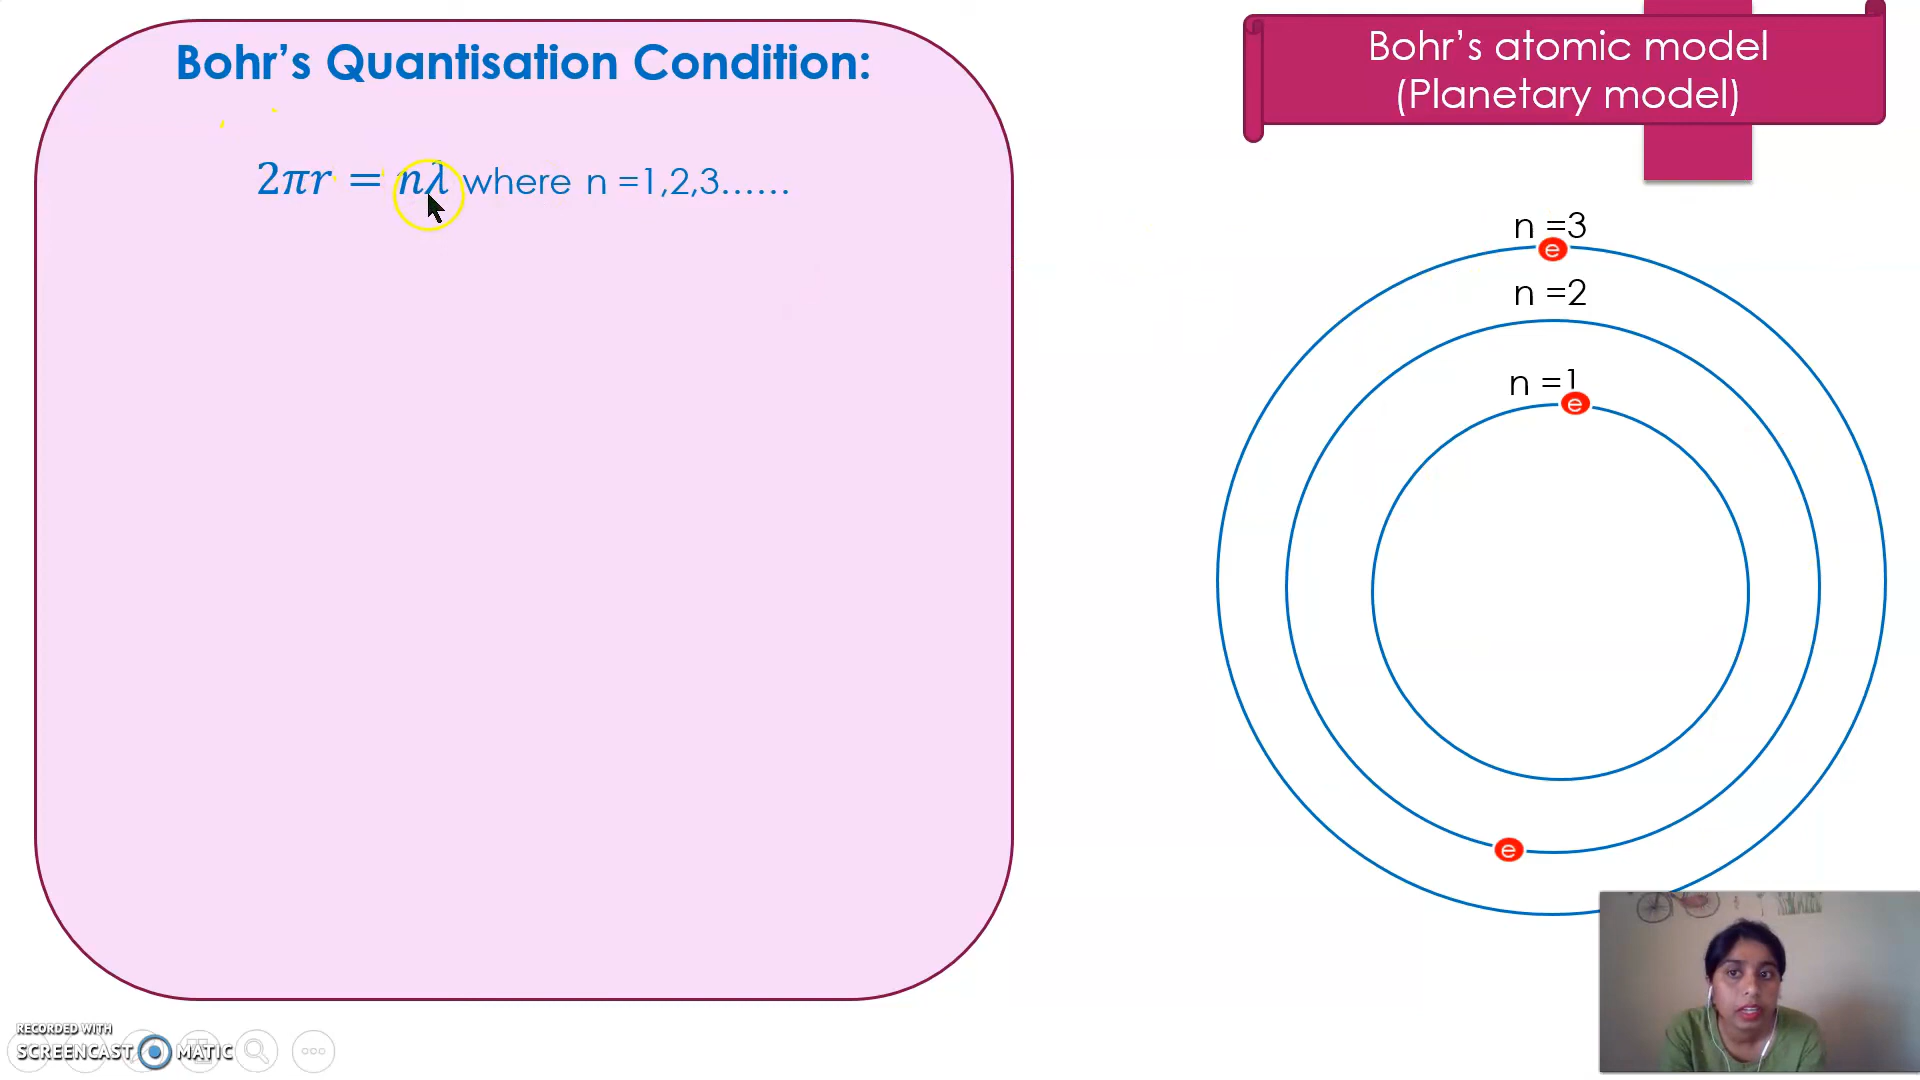 Bohr's Quantisation Condition:
2πr = nλ where n =1,2,3......
Bohr's atomic model
(Planetary model)
n =3
e
n =2
n =1
e
e
RECORDED WITH
SCREENCAST MATIC